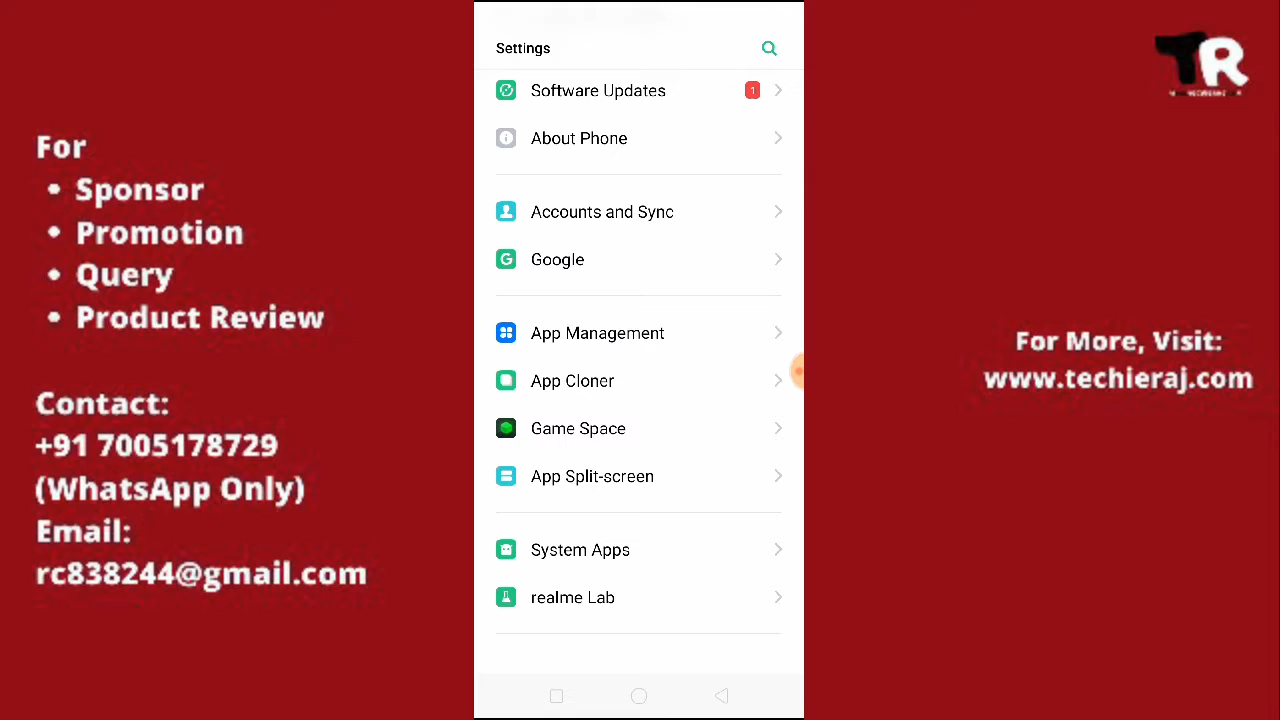 For
• Sponsor
• Promotion
• Query
• Product Review
Contact:
+91 7005178729
(WhatsApp Only)
Email:
rc838244@gmail.com
Settings
Software Updates 1
About Phone
Accounts and Sync
Google
App Management
App Cloner
Game Space
App Split-screen
System Apps
realme Lab
TR
For More, Visit:
www.techieraj.com